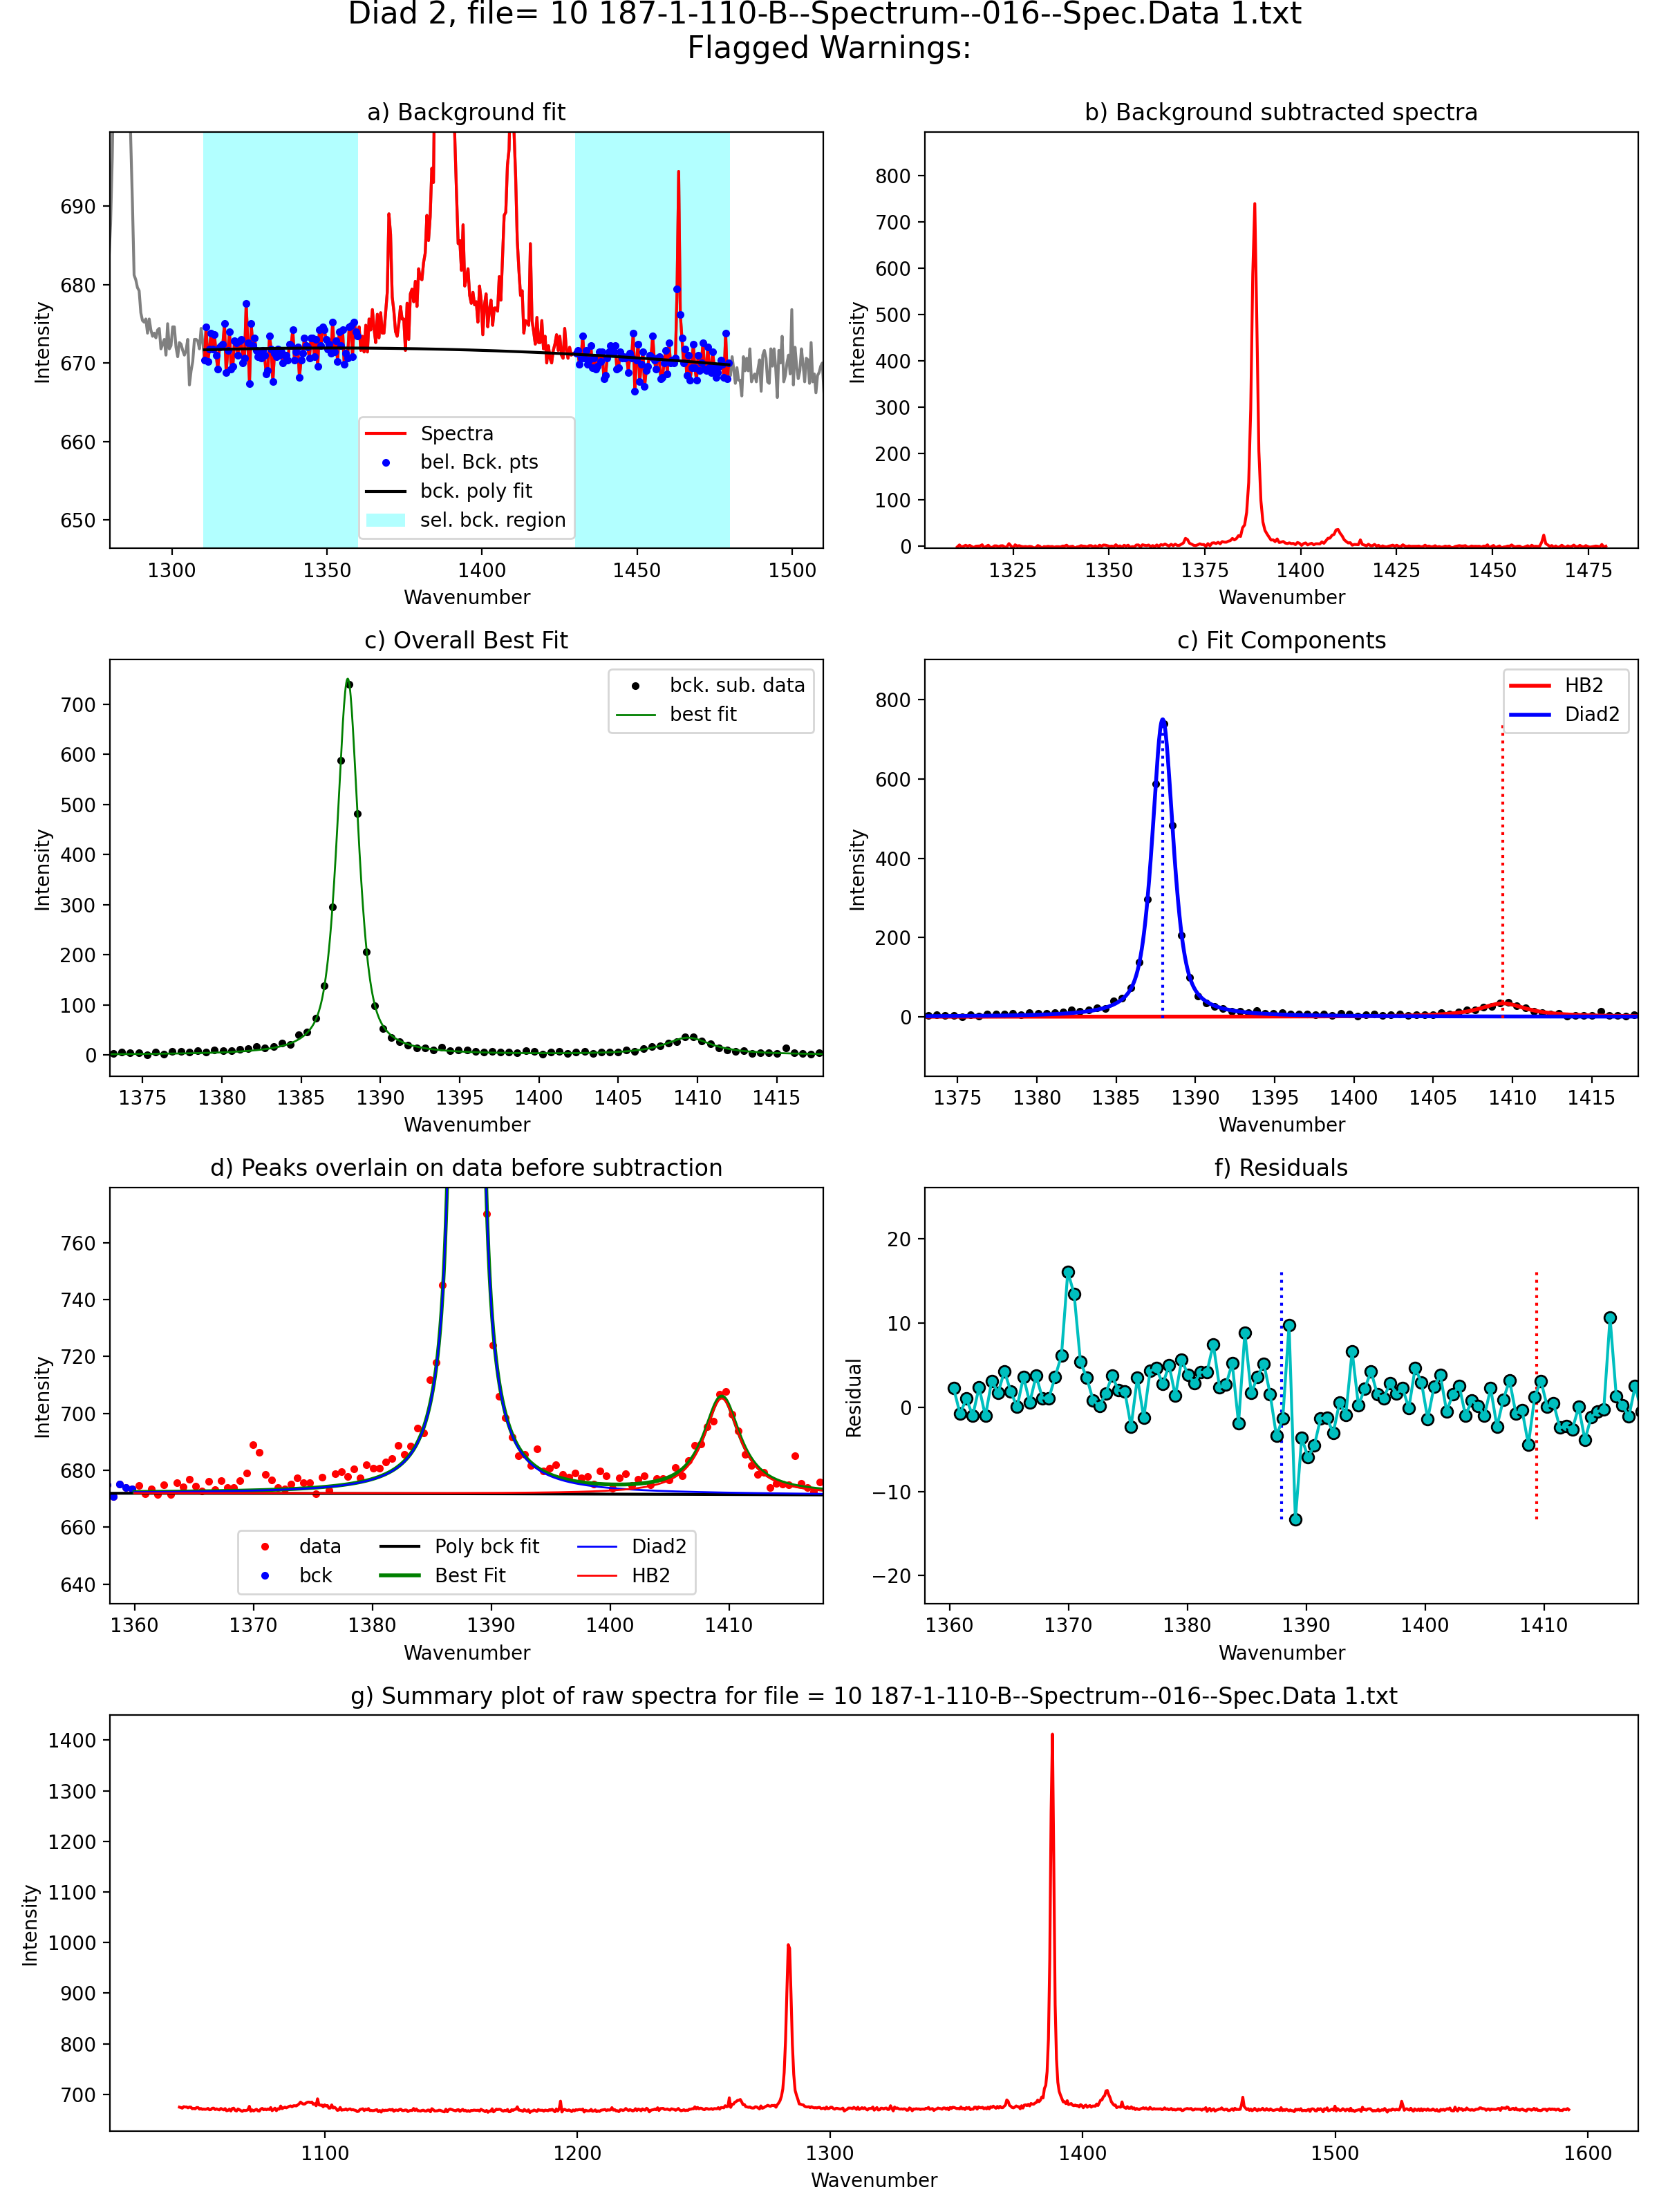 Diad 2, file= 10 187-1-110-B--Spectrum--016--Spec.Data 1.txt
Flagged Warnings:
a) Background fit
Intensity
690
680
670
660
650
Spectra
bel. Bck. pts
bck. poly fit
sel. bck. region
1300 1350 1400 1450 1500
Wavenumber
b) Background subtracted spectra
Intensity
800
700
600
500
400
300
200
100
0
1325 1350 1375 1400 1425 1450 1475
Wavenumber
c) Overall Best Fit
Intensity
700
600
500
400
300
200
100
0
bck. sub. data
best fit
1375 1380 1385 1390 1395 1400 1405 1410 1415
Wavenumber
c) Fit Components
Intensity
800
600
400
200
0
HB2
Diad2
1375 1380 1385 1390 1395 1400 1405 1410 1415
Wavenumber
d) Peaks overlain on data before subtraction
Intensity
760
740
720
700
680
660
640
data Poly bck fit Diad2
bck Best Fit HB2
1360 1370 1380 1390 1400 1410
Wavenumber
f) Residuals
Residual
20
10
0
−10
−20
1360 1370 1380 1390 1400 1410
Wavenumber
g) Summary plot of raw spectra for file = 10 187-1-110-B--Spectrum--016--Spec.Data 1.txt
Intensity
1400
1300
1200
1100
1000
900
800
700
1100 1200 1300 1400 1500 1600
Wavenumber